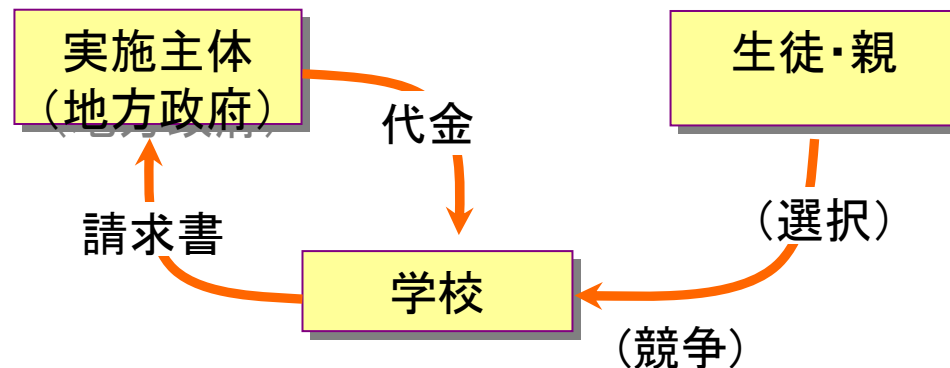 実施主体
（地方政府）
生徒・親
代金
請求書
（選択）
学校
（競争）